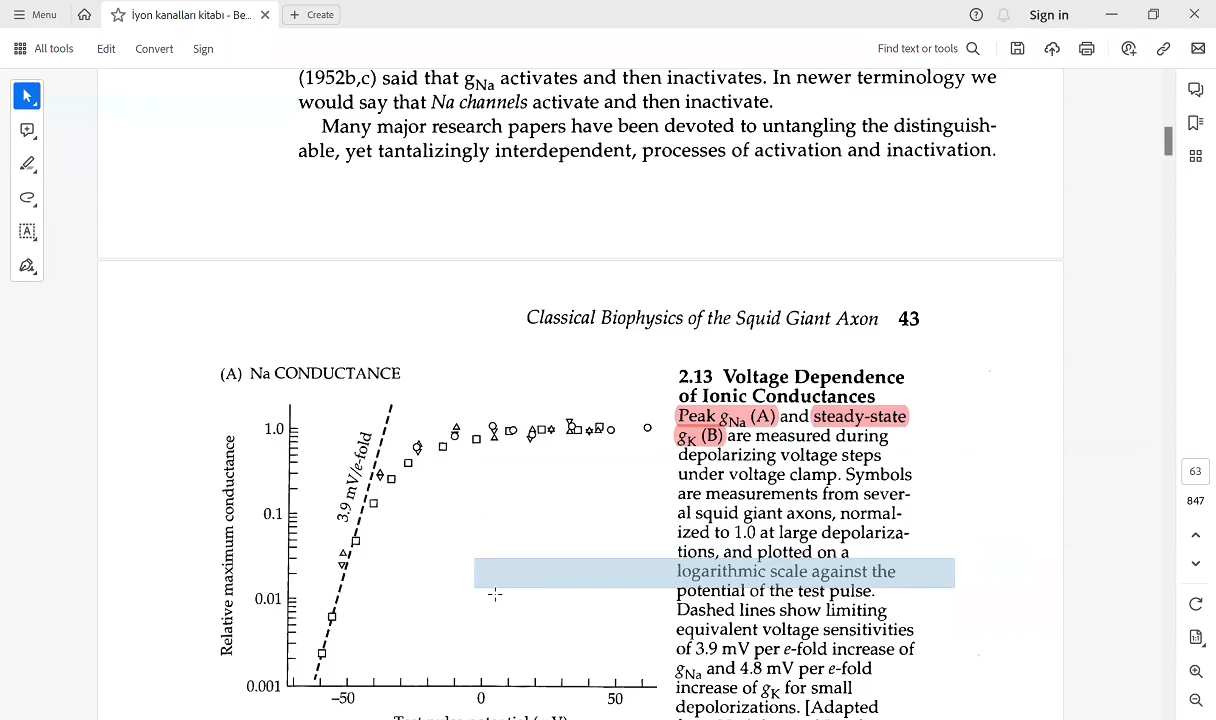 Menu
İyon kanalları kitabı - Be...
Create
Sign in
All tools
Edit
Convert
Sign
Find text or tools
(1952b,c) said that gNa activates and then inactivates. In newer terminology we
would say that Na channels activate and then inactivate.
Many major research papers have been devoted to untangling the distinguish-
able, yet tantalizingly interdependent, processes of activation and inactivation.
Classical Biophysics of the Squid Giant Axon 43
(A) Na CONDUCTANCE
Relative maximum conductance
1.0
0.1
0.01
0.001
3.9 mV/e-fold
−50
0
50
2.13 Voltage Dependence
of Ionic Conductances
Peak gNa (A) and steady-state
gK (B) are measured during
depolarizing voltage steps
under voltage clamp. Symbols
are measurements from sever-
al squid giant axons, normal-
ized to 1.0 at large depolariza-
tions, and plotted on a
logarithmic scale against the
potential of the test pulse.
Dashed lines show limiting
equivalent voltage sensitivities
of 3.9 mV per e-fold increase of
gNa and 4.8 mV per e-fold
increase of gK for small
depolorizations. [Adapted
63
847
1:1